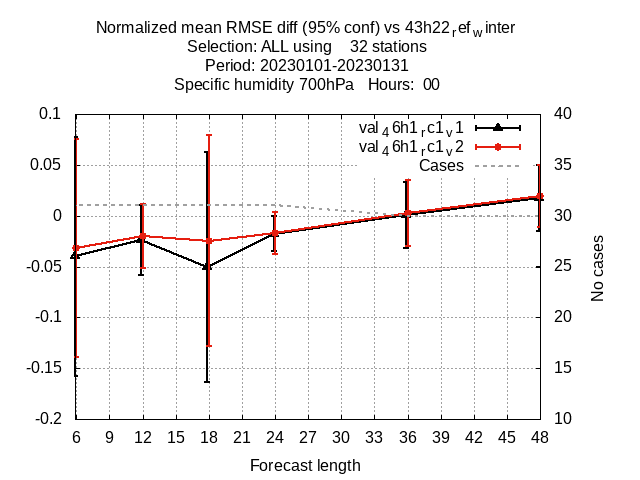 Normalized mean RMSE diff (95% conf) vs 43h22refwinter
Selection: ALL using 32 stations
Period: 20230101-20230131
Specific humidity 700hPa Hours: 00
0.1
0.05
0
-0.05
-0.1
-0.15
-0.2
val46h1rc1v1
val46h1rc1v2
Cases
40
35
30
25
20
15
10
No cases
6 9 12 15 18 21 24 27 30 33 36 39 42 45 48
Forecast length